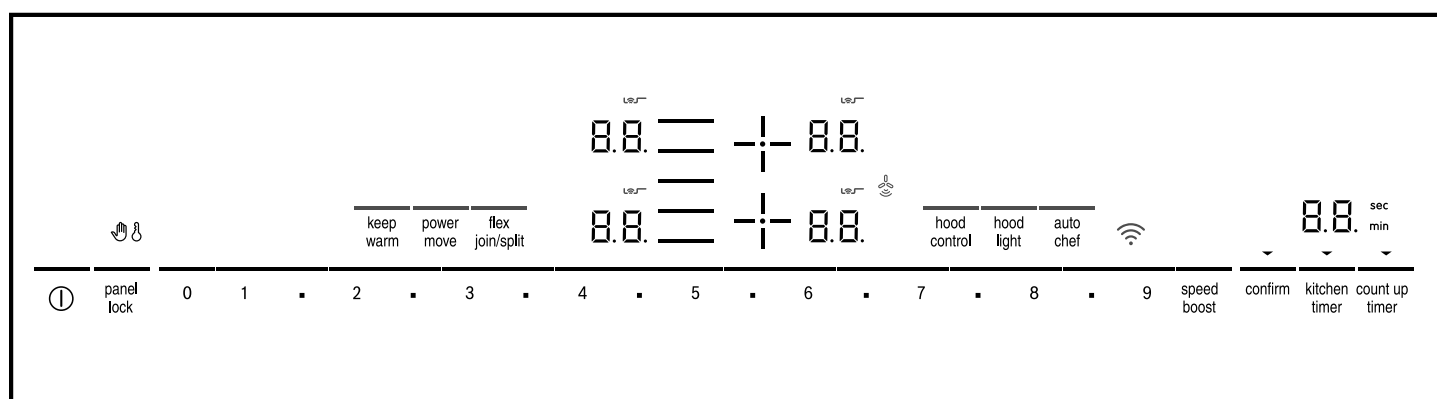 8.8.
8.8.
8.8.
8.8.
keep
warm
power
move
flex
join/split
hood
control
hood
light
auto
chef
8.8.
sec
min
panel
lock
0 1 . 2 . 3 . 4 . 5 . 6 . 7 . 8 . 9
speed
boost
confirm
kitchen
timer
count up
timer